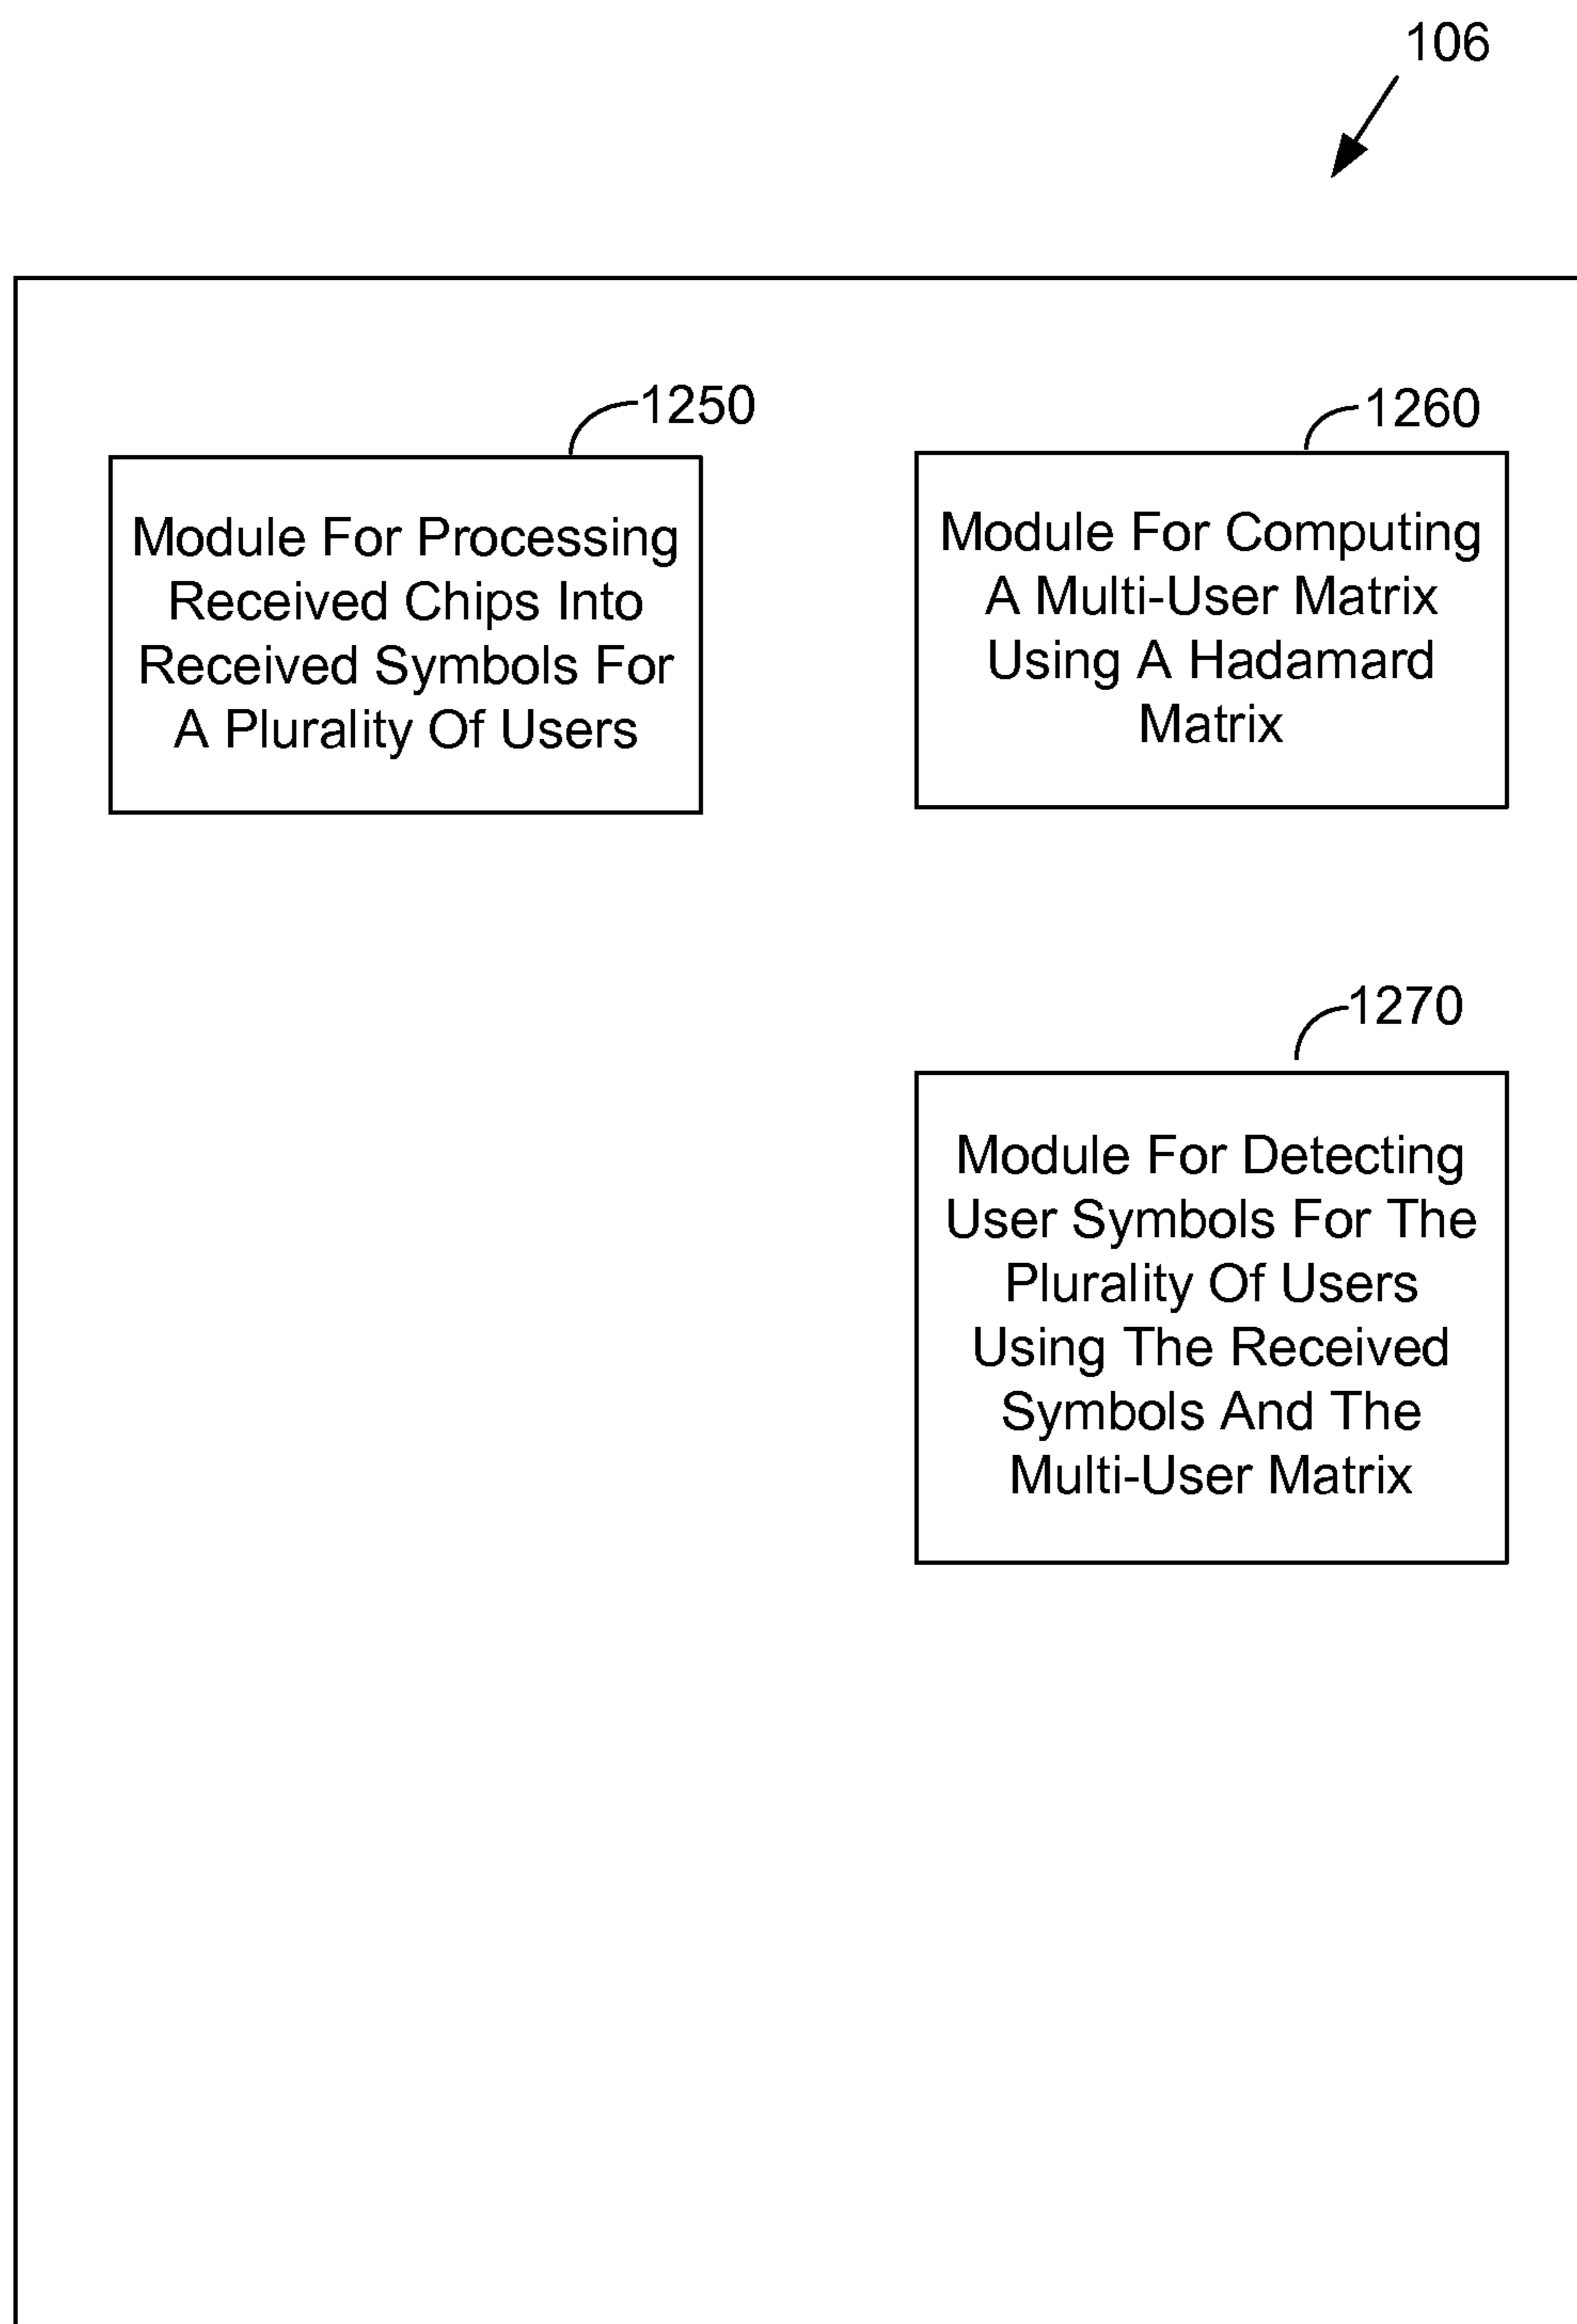 106
1250
Module For Processing
Received Chips Into
Received Symbols For
A Plurality Of Users
1260
Module For Computing
A Multi-User Matrix
Using A Hadamard
Matrix
1270
Module For Detecting
User Symbols For The
Plurality Of Users
Using The Received
Symbols And The
Multi-User Matrix